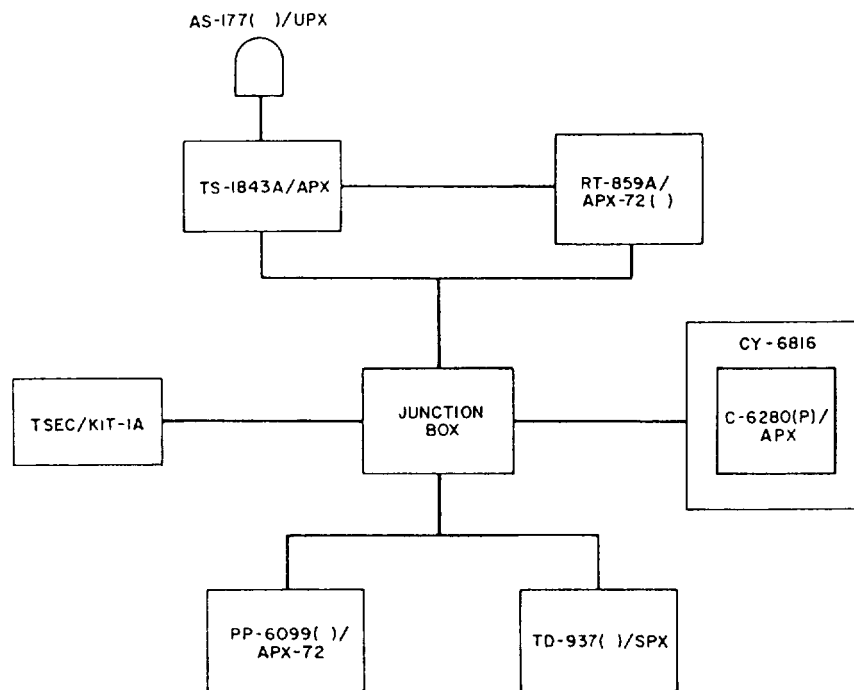 AS-177( )/UPX
TS-1843A/APX
RT-859A/
APX-72( )
CY-6816
TSEC/KIT-1A
JUNCTION
BOX
C-6280(P)/
APX
PP-6099( )/
APX-72
TD-937( )/SPX